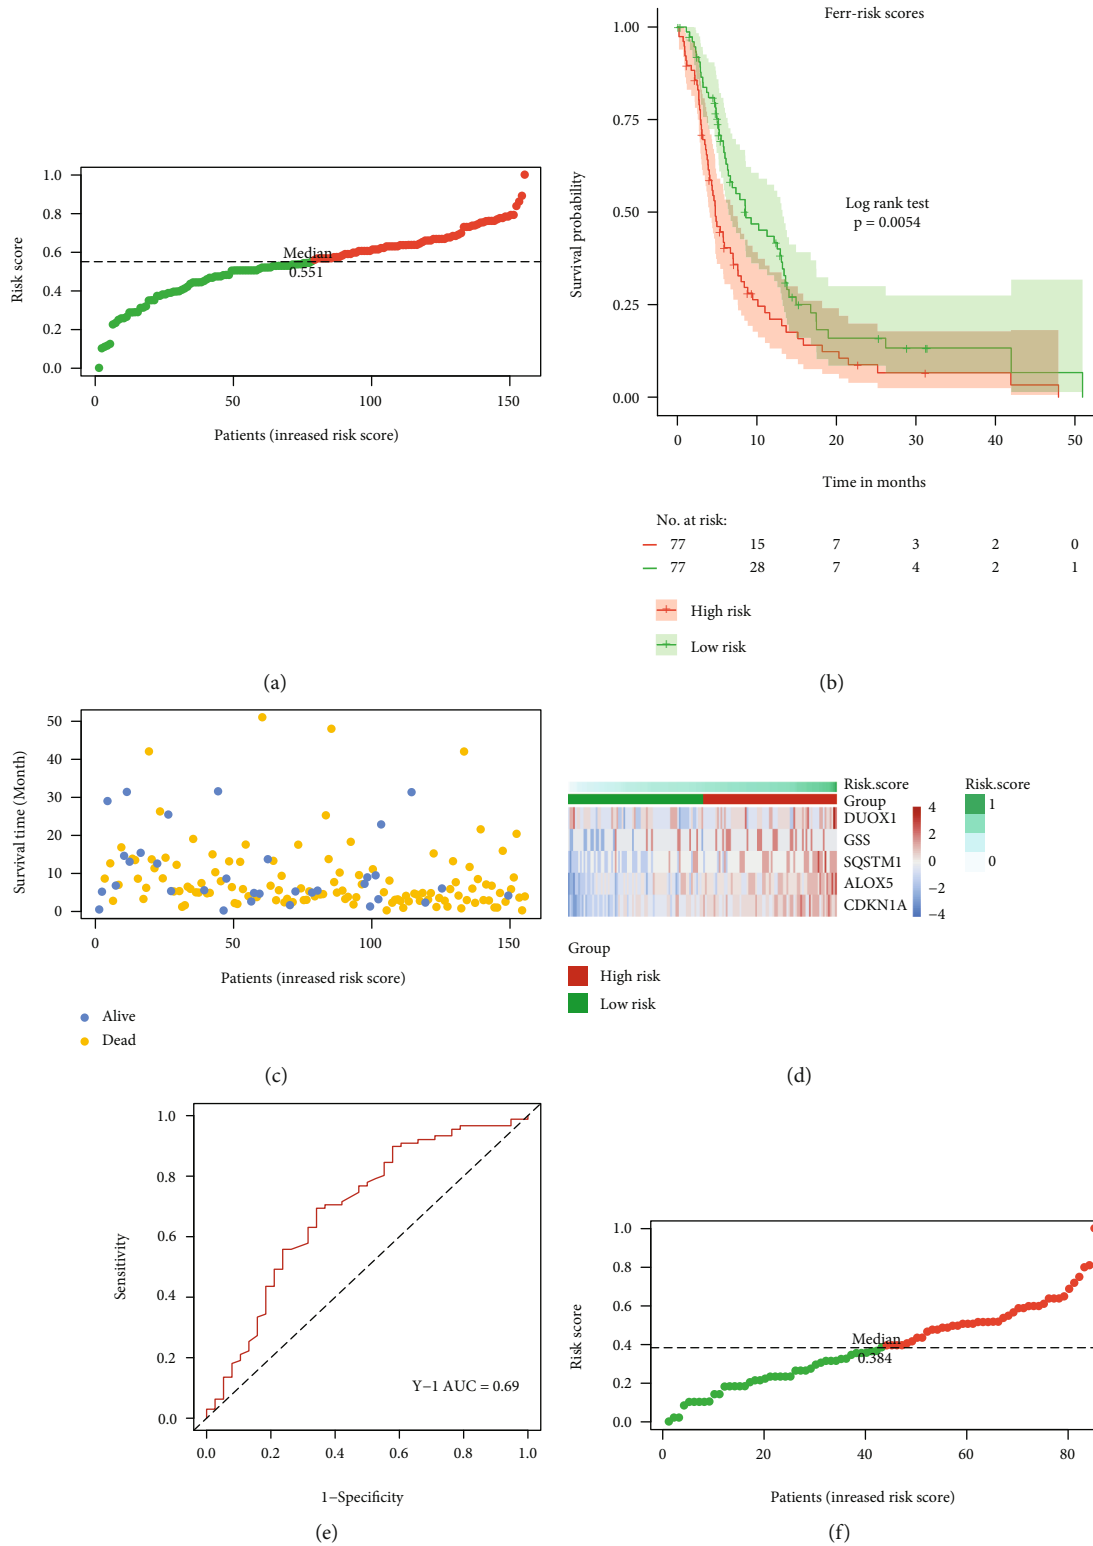 1.0
0.8
0.6
0.4
0.2
0.0
Risk score
Median
0.551
0 50 100 150
Patients (inreased risk score)
(a)
Ferr-risk scores
1.00
0.75
0.50
0.25
0.00
Survival probability
Log rank test
p = 0.0054
0 10 20 30 40 50
Time in months
No. at risk:
77 15 7 3 2 0
77 28 7 4 2 1
High risk
Low risk
(b)
50
40
30
20
10
0
Survival time (Month)
0 50 100 150
Patients (inreased risk score)
Alive
Dead
(c)
Risk.score
Group
DUOX1
GSS
SQSTM1
ALOX5
CDKN1A
4
2
0
−2
−4
Risk.score
1
0
Group
High risk
Low risk
(d)
1.0
0.8
0.6
0.4
0.2
0.0
Sensitivity
Y−1 AUC = 0.69
0.0 0.2 0.4 0.6 0.8 1.0
1−Specificity
(e)
1.0
0.8
0.6
0.4
0.2
0.0
Risk score
Median
0.384
0 20 40 60 80
Patients (inreased risk score)
(f)